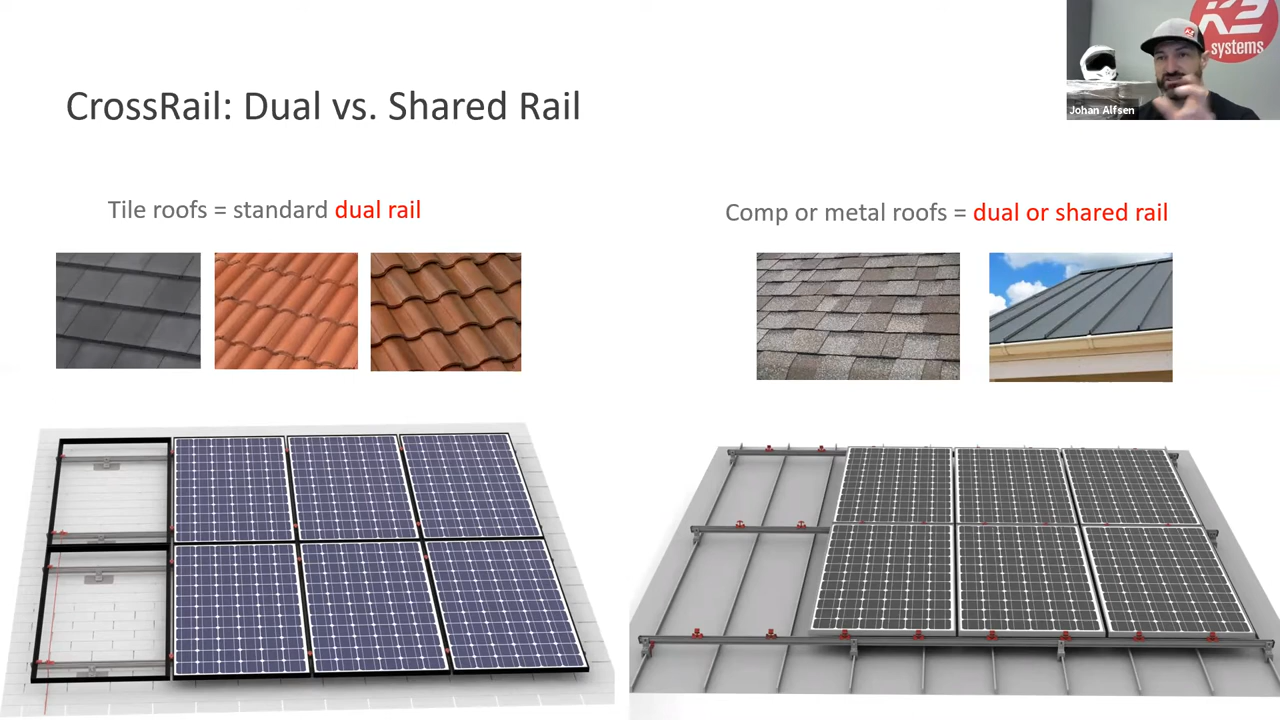 K2
systems
Johan Alfsen
CrossRail: Dual vs. Shared Rail
Tile roofs = standard dual rail
Comp or metal roofs = dual or shared rail